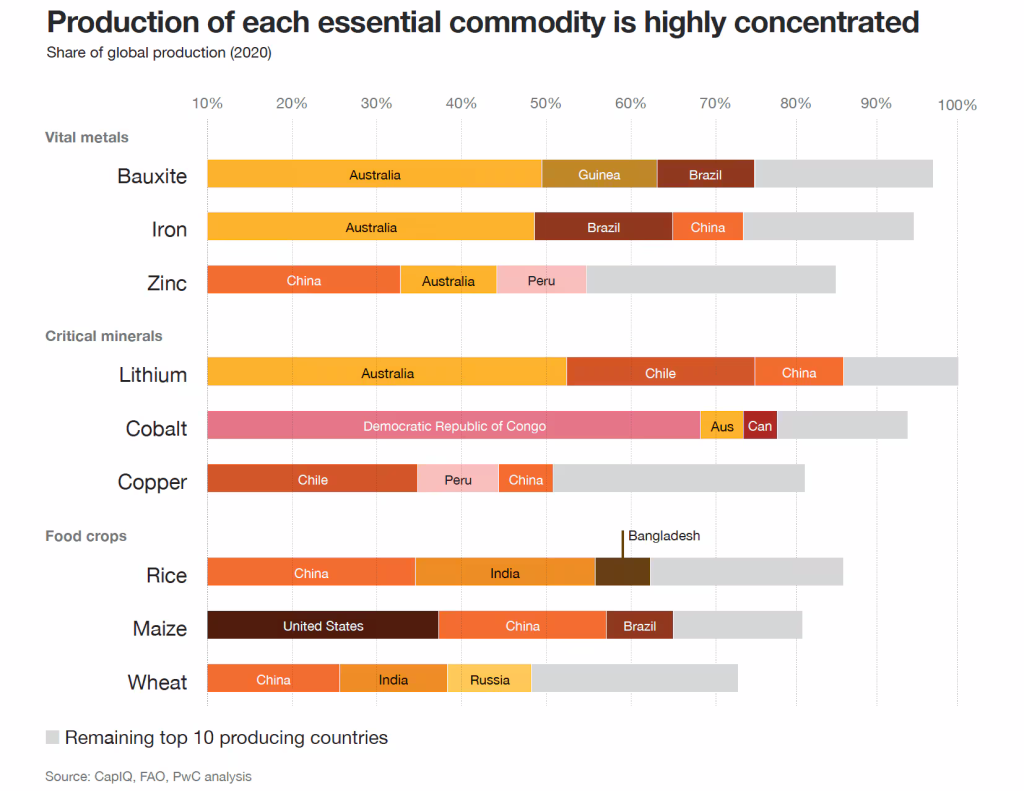 Production of each essential commodity is highly concentrated
Share of global production (2020)
10% 20% 30% 40% 50% 60% 70% 80% 90% 100%
Vital metals
Bauxite Australia Guinea Brazil
Iron Australia Brazil China
Zinc China Australia Peru
Critical minerals
Lithium Australia Chile China
Cobalt Democratic Republic of Congo Aus Can
Copper Chile Peru China
Food crops
Bangladesh
Rice China India
Maize United States China Brazil
Wheat China India Russia
Remaining top 10 producing countries
Source: CapIQ, FAO, PwC analysis